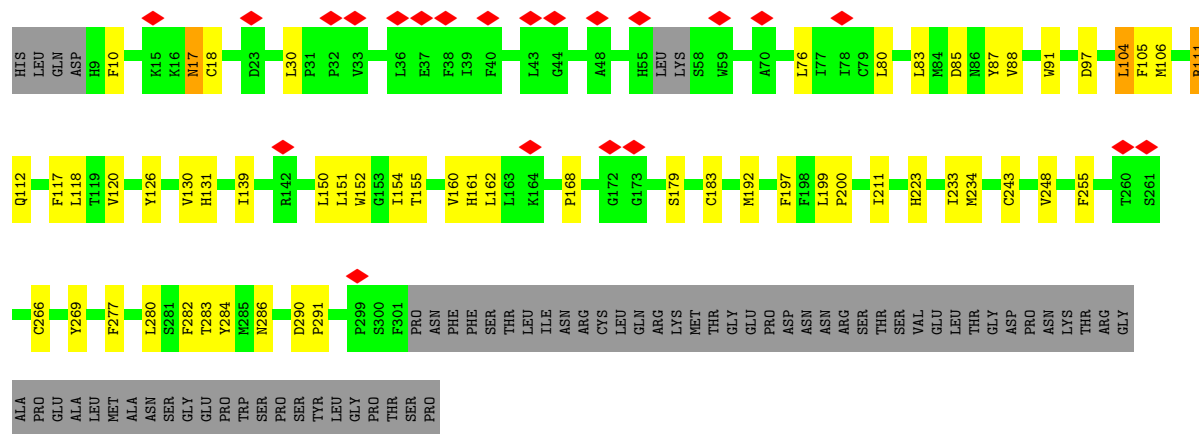 HIS LEU GLN ASP H9 F10 K15 K16 N17 C18 D23 L30 P31 P32 V33 L36 E37 F38 I39 F40 L43 G44 A48 H55 LEU LYS S58 W59 A70 L76 I77 I78 C79 L80 L83 M84 D85 N86 Y87 V88 W91 D97 L104 F105 M106
Q112 F117 L118 T119 V120 Y126 V130 H131 I139 R142 L150 L151 W152 G153 I154 T155 V160 H161 L162 L163 K164 P168 G172 G173 S179 C183 M192 F197 F198 L199 P200 I211 H223 I233 M234 C243 V248 F255 T260 S261
C266 Y269 F277 L280 S281 F282 T283 Y284 M285 N286 D290 P291 P299 S300 F301 PRO ASN PHE PHE SER THR LEU ILE ASN ARG CYS LEU GLN ARG LYS MET THR GLY GLU PRO ASP ASN ASN ARG SER THR SER VAL GLU LEU THR GLY ASP PRO ASN LYS THR ARG GLY
ALA PRO GLU ALA LEU MET ALA ASN SER GLY GLU PRO TRP SER PRO SER TYR LEU GLY PRO THR SER PRO